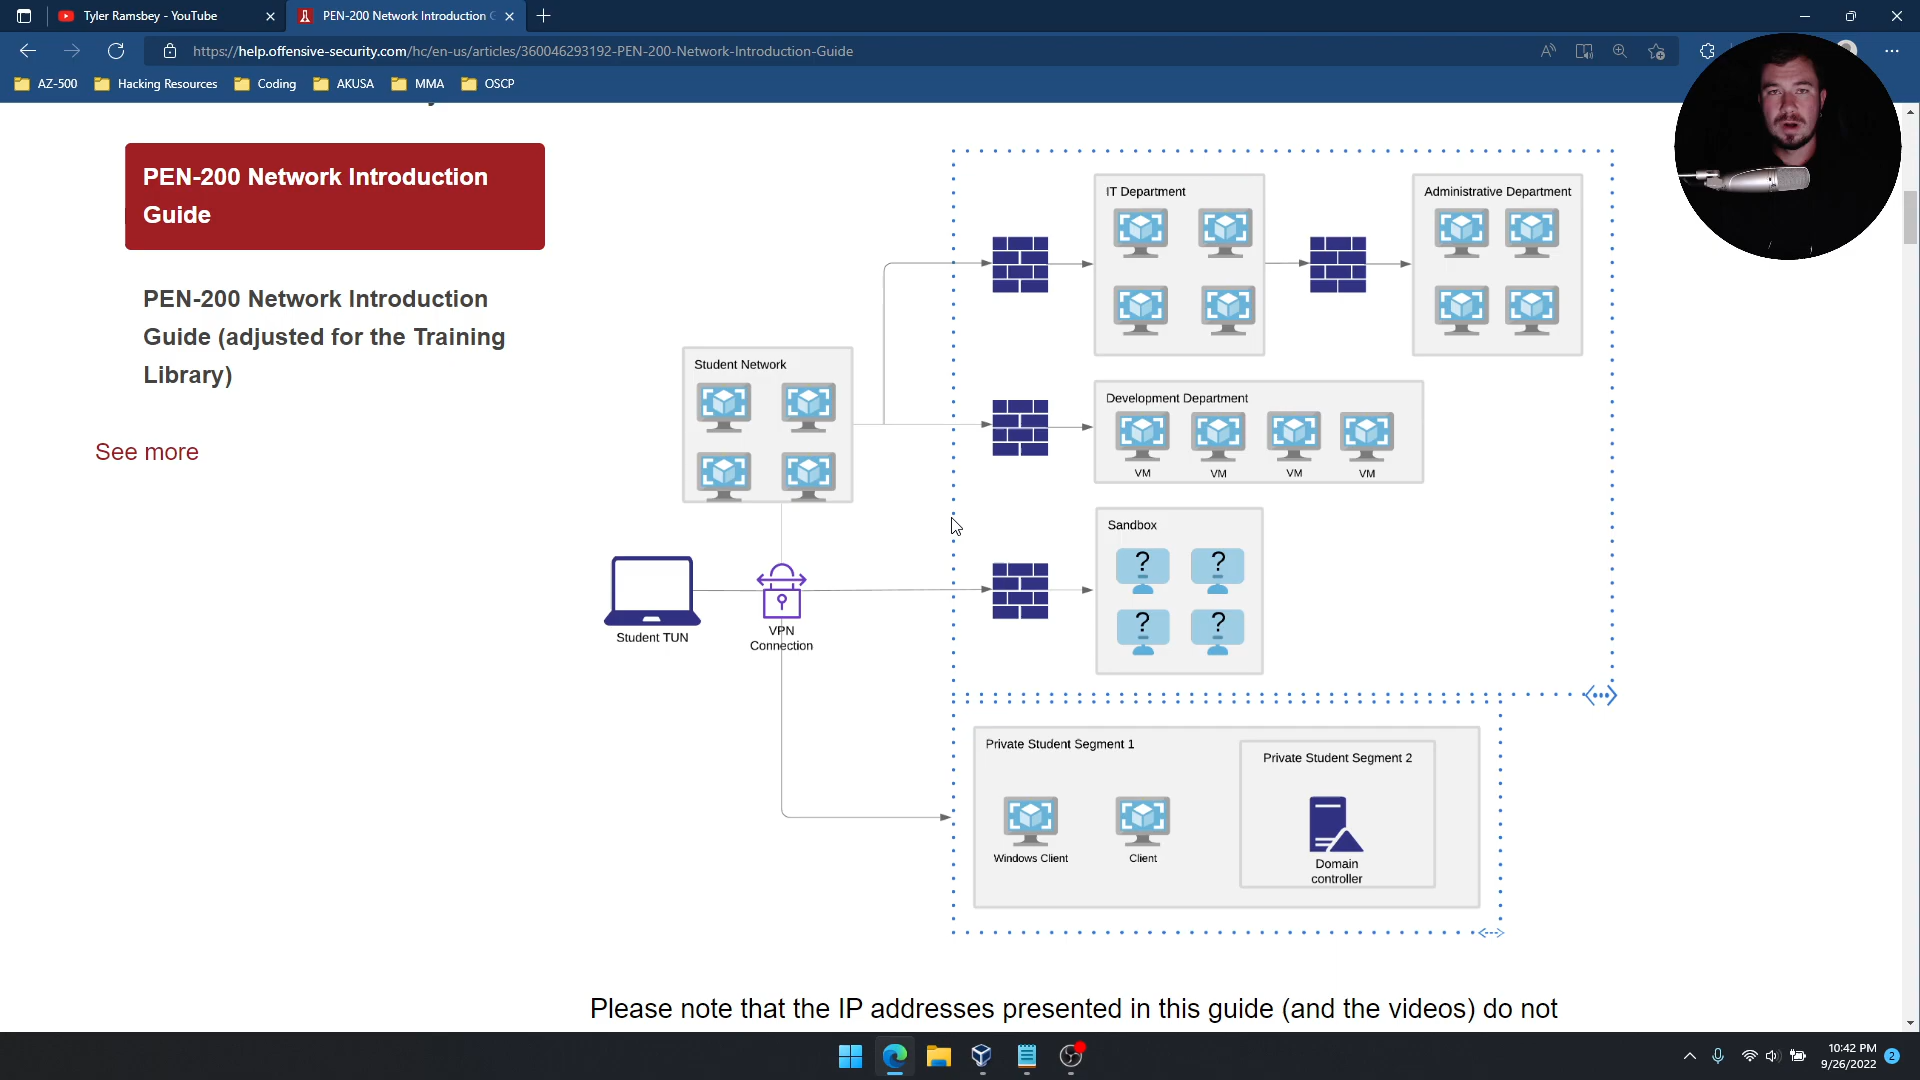 Tyler Ramsbey - YouTube
PEN-200 Network Introduction
https://help.offensive-security.com/hc/en-us/articles/360046293192-PEN-200-Network-Introduction-Guide
AZ-500
Hacking Resources
Coding
AKUSA
MMA
OSCP
PEN-200 Network Introduction
Guide
PEN-200 Network Introduction
Guide (adjusted for the Training
Library)
See more
IT Department
Administrative Department
Student Network
Development Department
VM
VM
VM
VM
Sandbox
?
?
?
?
Student TUN
VPN
Connection
Private Student Segment 1
Private Student Segment 2
Windows Client
Client
Domain
controller
Please note that the IP addresses presented in this guide (and the videos) do not
10:42 PM
9/26/2022
2